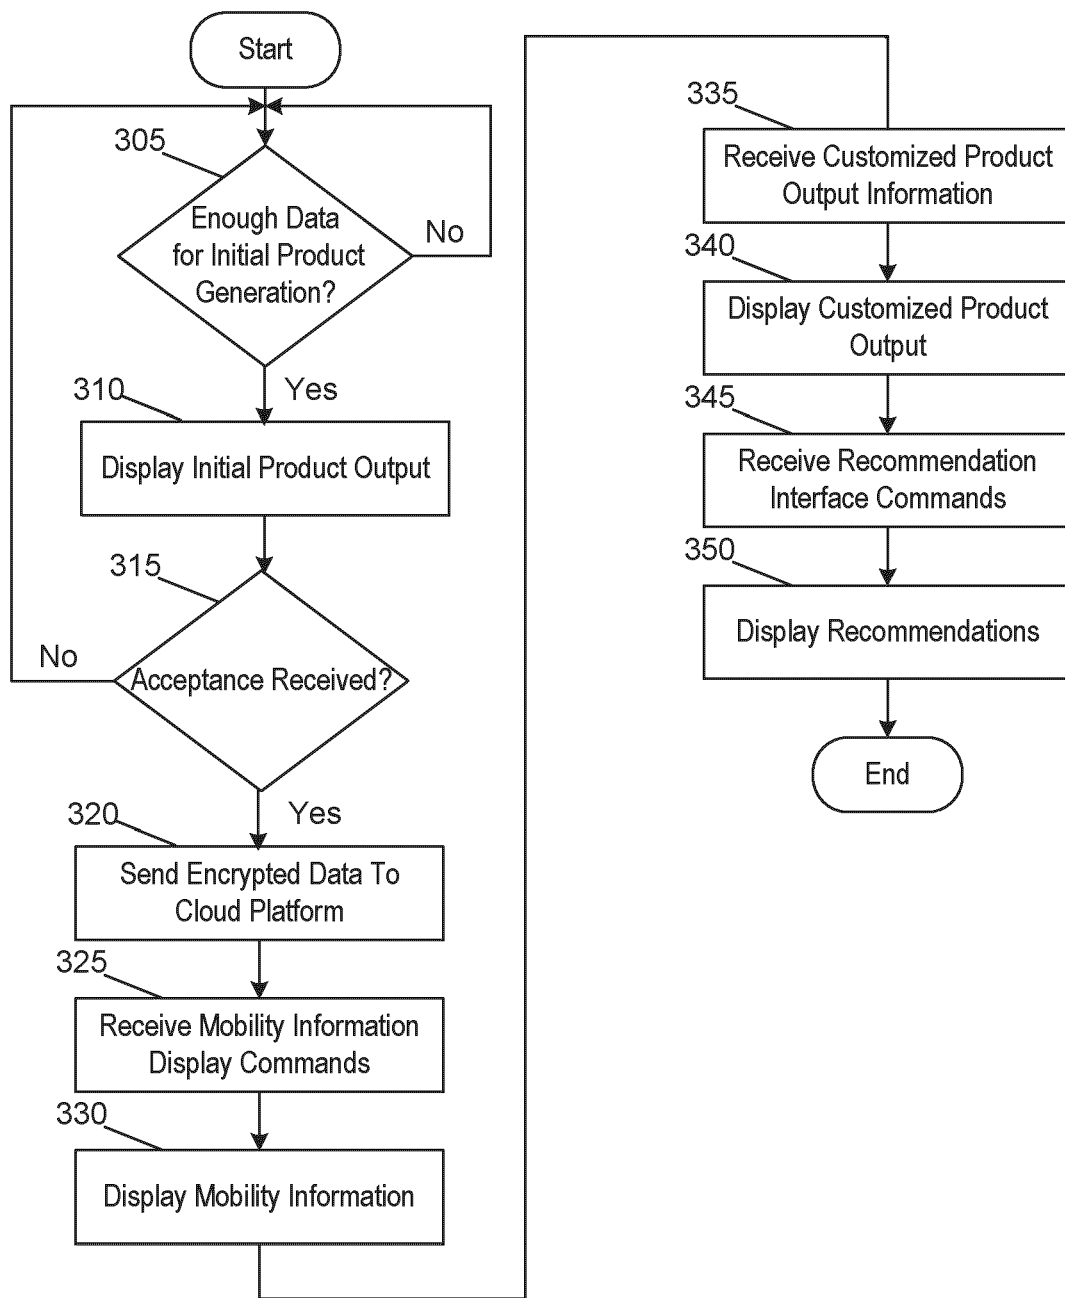 Start
305
Enough Data
for Initial Product
Generation?
No
Yes
310
Display Initial Product Output
315
No
Acceptance Received?
Yes
320
Send Encrypted Data To
Cloud Platform
325
Receive Mobility Information
Display Commands
330
Display Mobility Information
335
Receive Customized Product
Output Information
340
Display Customized Product
Output
345
Receive Recommendation
Interface Commands
350
Display Recommendations
End